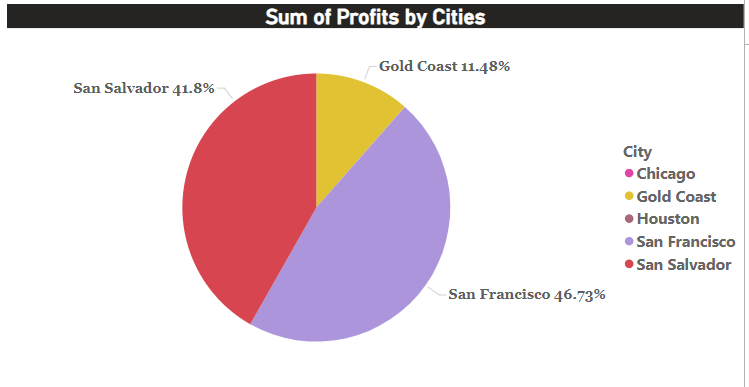 Sum of Profits by Cities
Gold Coast 11.48%
San Salvador 41.8%
San Francisco 46.73%
City
Chicago
Gold Coast
Houston
San Francisco
San Salvador